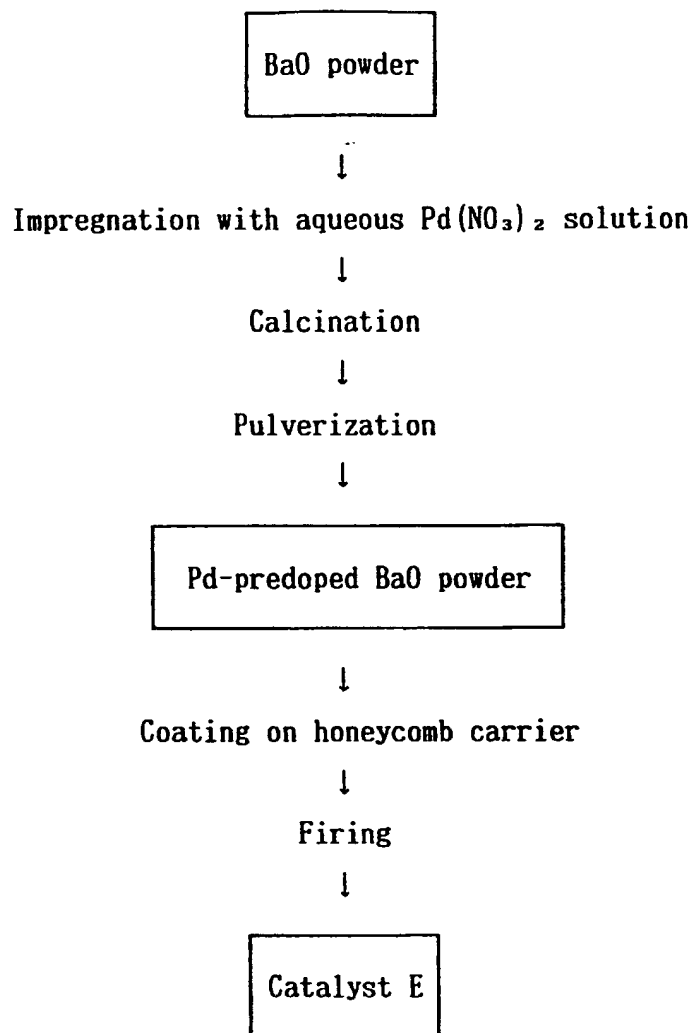 BaO powder
↓
Impregnation with aqueous Pd(NO₃)₂ solution
↓
Calcination
↓
Pulverization
↓
Pd-predoped BaO powder
↓
Coating on honeycomb carrier
↓
Firing
↓
Catalyst E